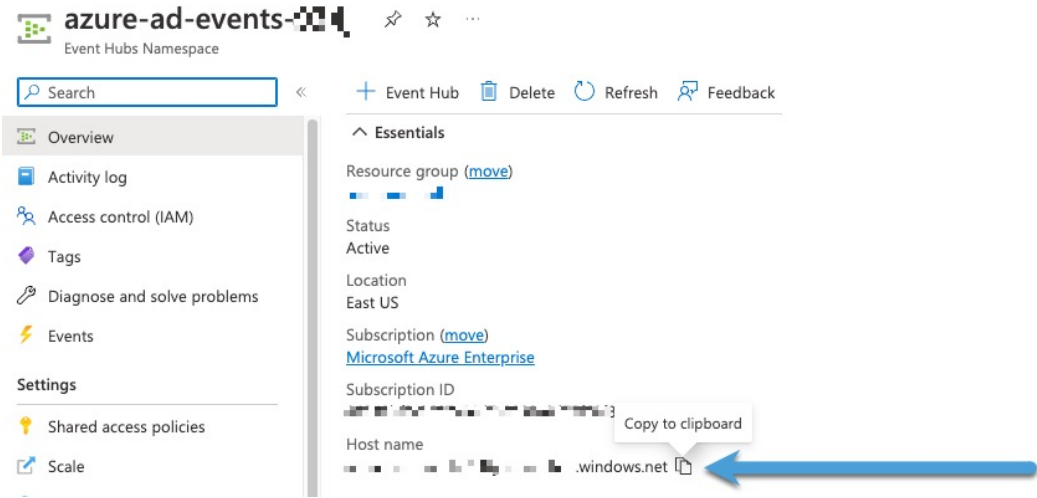 azure-ad-events-
Event Hubs Namespace
Search
«
Overview
Activity log
Access control (IAM)
Tags
Diagnose and solve problems
Events
Settings
Shared access policies
Scale
+ Event Hub Delete Refresh Feedback
Essentials
Resource group (move)
Status
Active
Location
East US
Subscription (move)
Microsoft Azure Enterprise
Subscription ID
Copy to clipboard
Host name
.windows.net